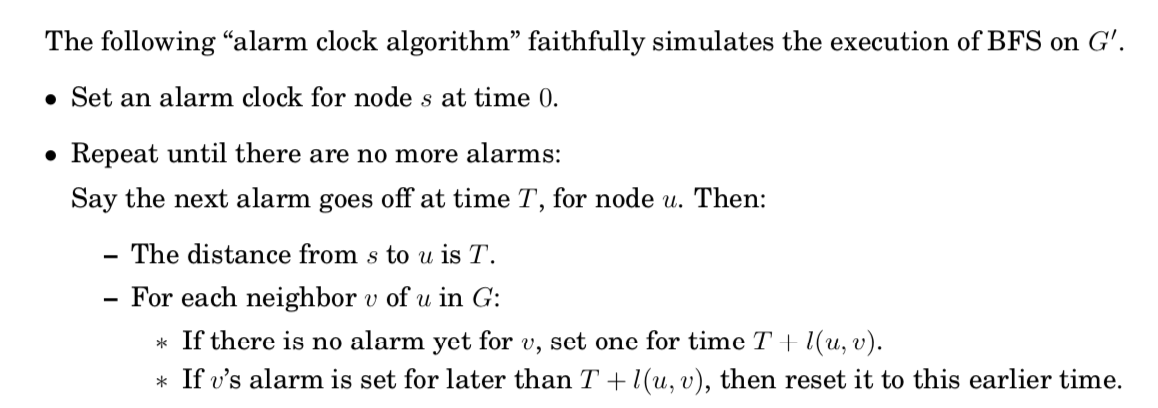 The following “alarm clock algorithm” faithfully simulates the execution of BFS on G′.
• Set an alarm clock for node s at time 0.
• Repeat until there are no more alarms:
Say the next alarm goes off at time T, for node u. Then:
– The distance from s to u is T.
– For each neighbor v of u in G:
∗ If there is no alarm yet for v, set one for time T + l(u, v).
∗ If v’s alarm is set for later than T + l(u, v), then reset it to this earlier time.